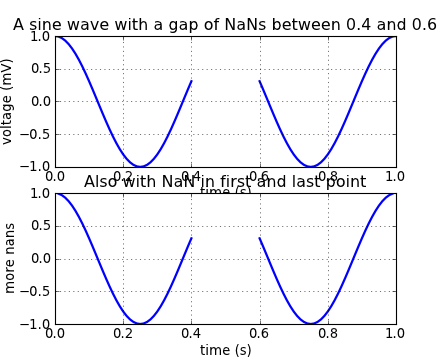 A sine wave with a gap of NaNs between 0.4 and 0.6
1.0
0.5
0.0
−0.5
−1.0
voltage (mV)
0.0 0.2 0.4 0.6 0.8 1.0
time (s)
Also with NaN in first and last point
1.0
0.5
0.0
−0.5
−1.0
more nans
0.0 0.2 0.4 0.6 0.8 1.0
time (s)